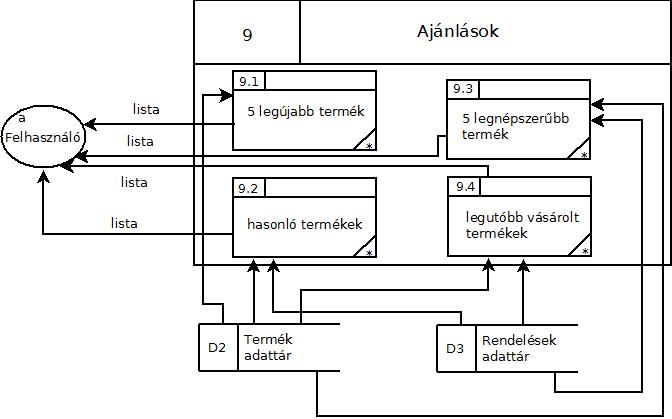 9
Ajánlások
9.1
5 legújabb termék
*
9.3
5 legnépszerűbb
termék
*
a
Felhasználó
lista
lista
lista
lista
9.2
hasonló termékek
*
9.4
legutóbb vásárolt
termékek
*
D2
Termék
adattár
D3
Rendelések
adattár